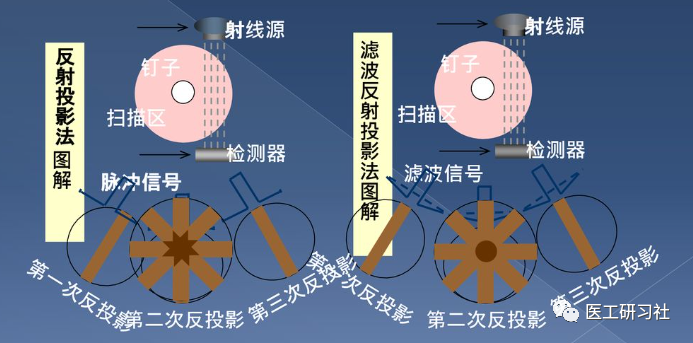 反射投影法图解
射线源
钉子
扫描区
检测器
脉冲信号
第一次反投影
第二次反投影
第三次反投影
滤波反射投影法图解
射线源
钉子
扫描区
检测器
滤波信号
第一次反投影
第二次反投影
第三次反投影
医工研习社